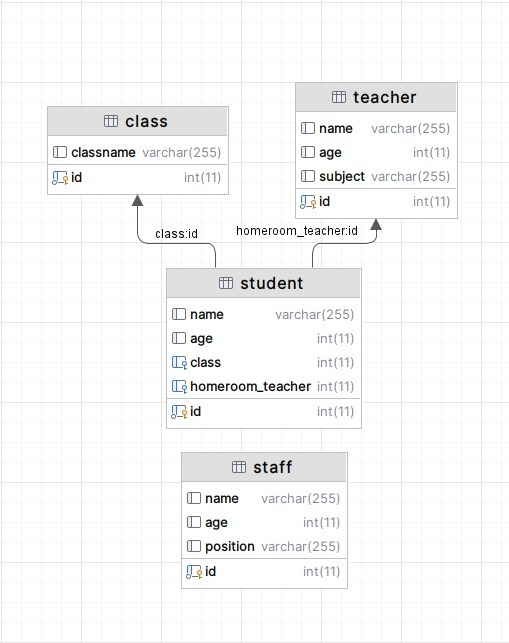 class
classname varchar(255)
id int(11)
teacher
name varchar(255)
age int(11)
subject varchar(255)
id int(11)
class:id
homeroom_teacher:id
student
name varchar(255)
age int(11)
class int(11)
homeroom_teacher int(11)
id int(11)
staff
name varchar(255)
age int(11)
position varchar(255)
id int(11)